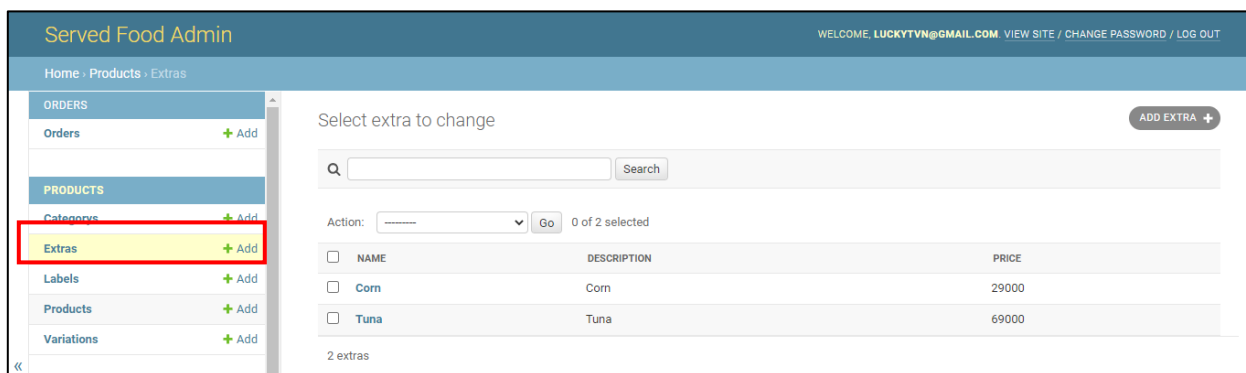 Served Food Admin
WELCOME, LUCKYTVN@GMAIL.COM. VIEW SITE / CHANGE PASSWORD / LOG OUT
Home › Products › Extras
ORDERS
Orders + Add
PRODUCTS
Categorys + Add
Extras + Add
Labels + Add
Products + Add
Variations + Add
«
Select extra to change
ADD EXTRA +
Search
Action: --------- Go 0 of 2 selected
NAME DESCRIPTION PRICE
Corn Corn 29000
Tuna Tuna 69000
2 extras